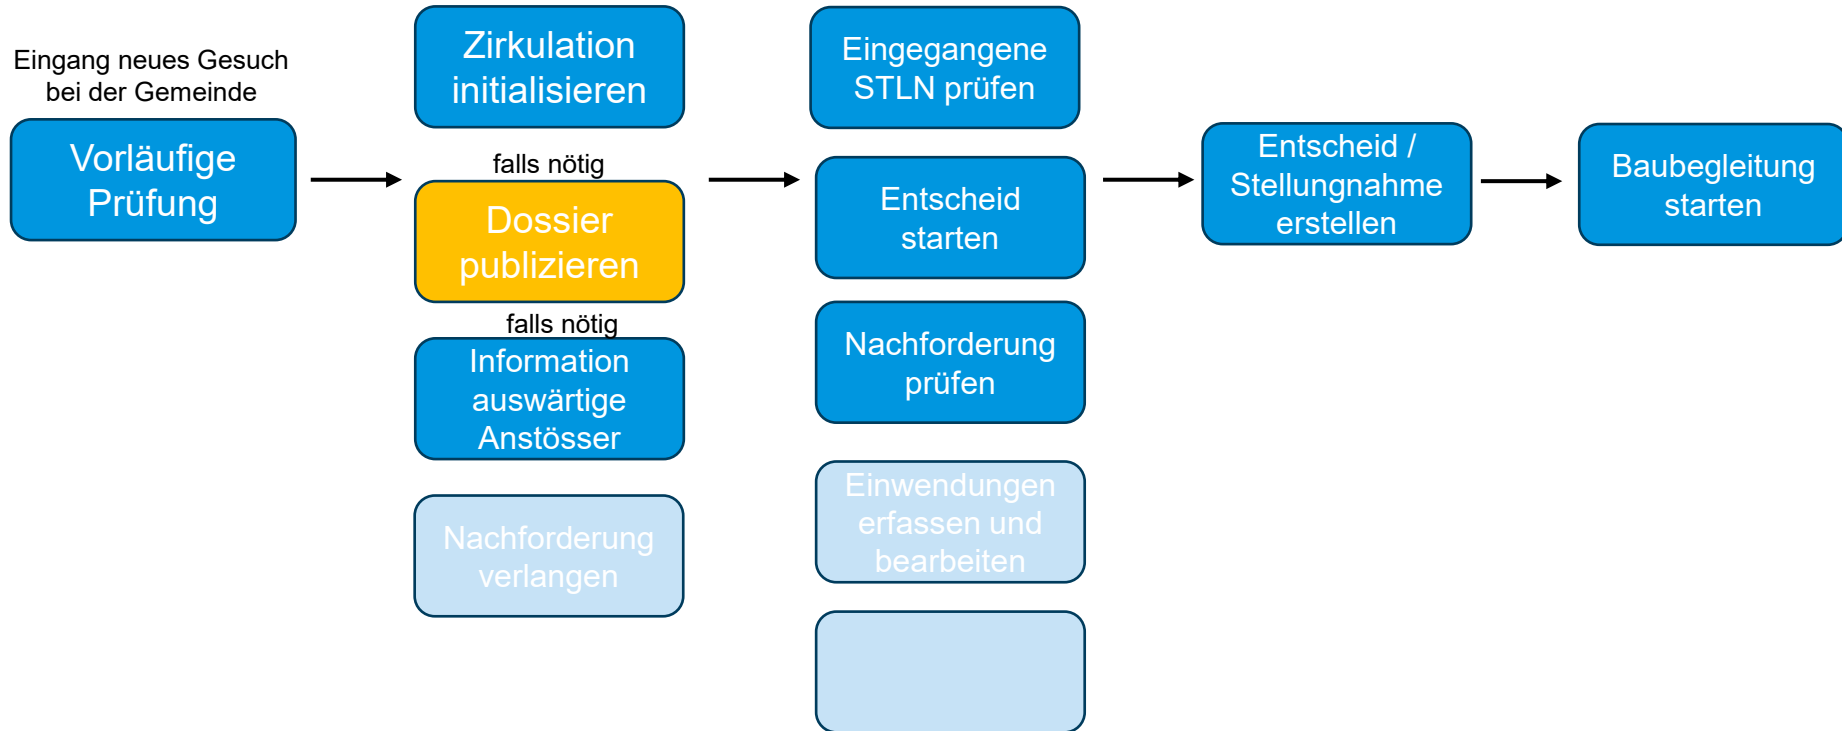 Eingang neues Gesuch
bei der Gemeinde
Vorläufige
Prüfung
Zirkulation
initialisieren
falls nötig
Dossier
publizieren
falls nötig
Information
auswärtige
Anstösser
Nachforderung
verlangen
Eingegangene
STLN prüfen
Entscheid
starten
Nachforderung
prüfen
Einwendungen
erfassen und
bearbeiten
Entscheid /
Stellungnahme
erstellen
Baubegleitung
starten